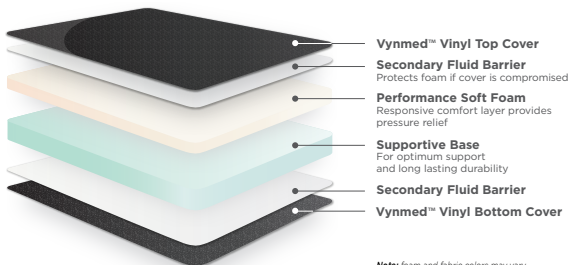 Vynmed™ Vinyl Top Cover
Secondary Fluid Barrier
Protects foam if cover is compromised
Performance Soft Foam
Responsive comfort layer provides
pressure relief
Supportive Base
For optimum support
and long lasting durability
Secondary Fluid Barrier
Vynmed™ Vinyl Bottom Cover
Note: foam and fabric colors may vary